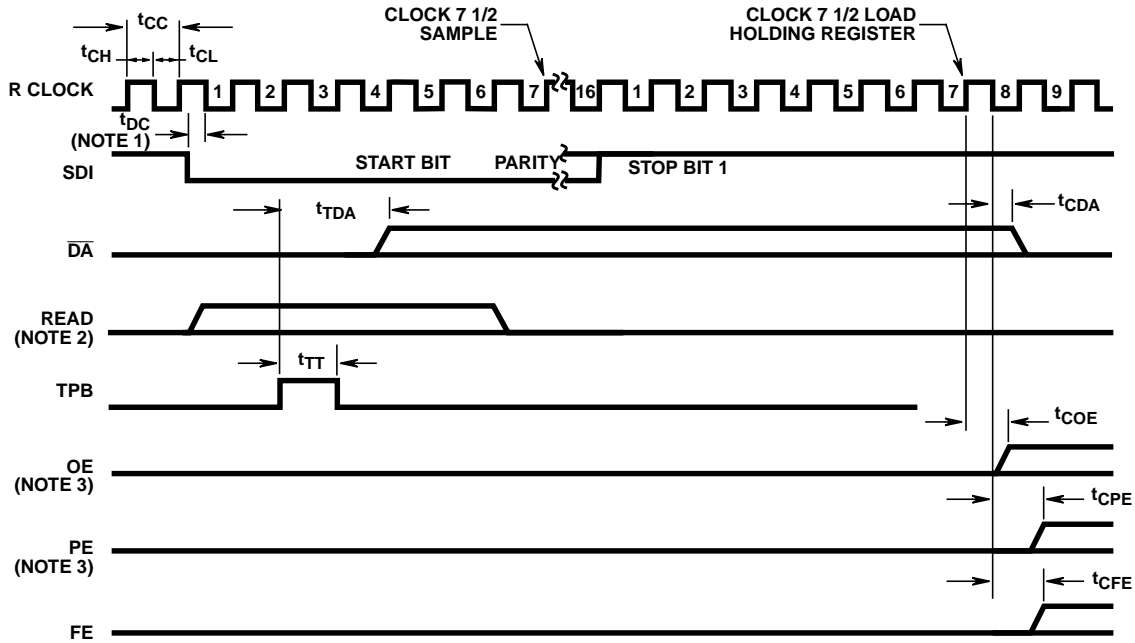 tCC
CLOCK 7 1/2
SAMPLE
CLOCK 7 1/2 LOAD
HOLDING REGISTER
tCH
tCL
R CLOCK
1 2 3 4 5 6 7 16 1 2 3 4 5 6 7 8 9
tDC
(NOTE 1)
SDI
START BIT
PARITY
STOP BIT 1
tTDA
tCDA
DA
READ
(NOTE 2)
tTT
TPB
tCOE
OE
(NOTE 3)
tCPE
PE
(NOTE 3)
tCFE
FE